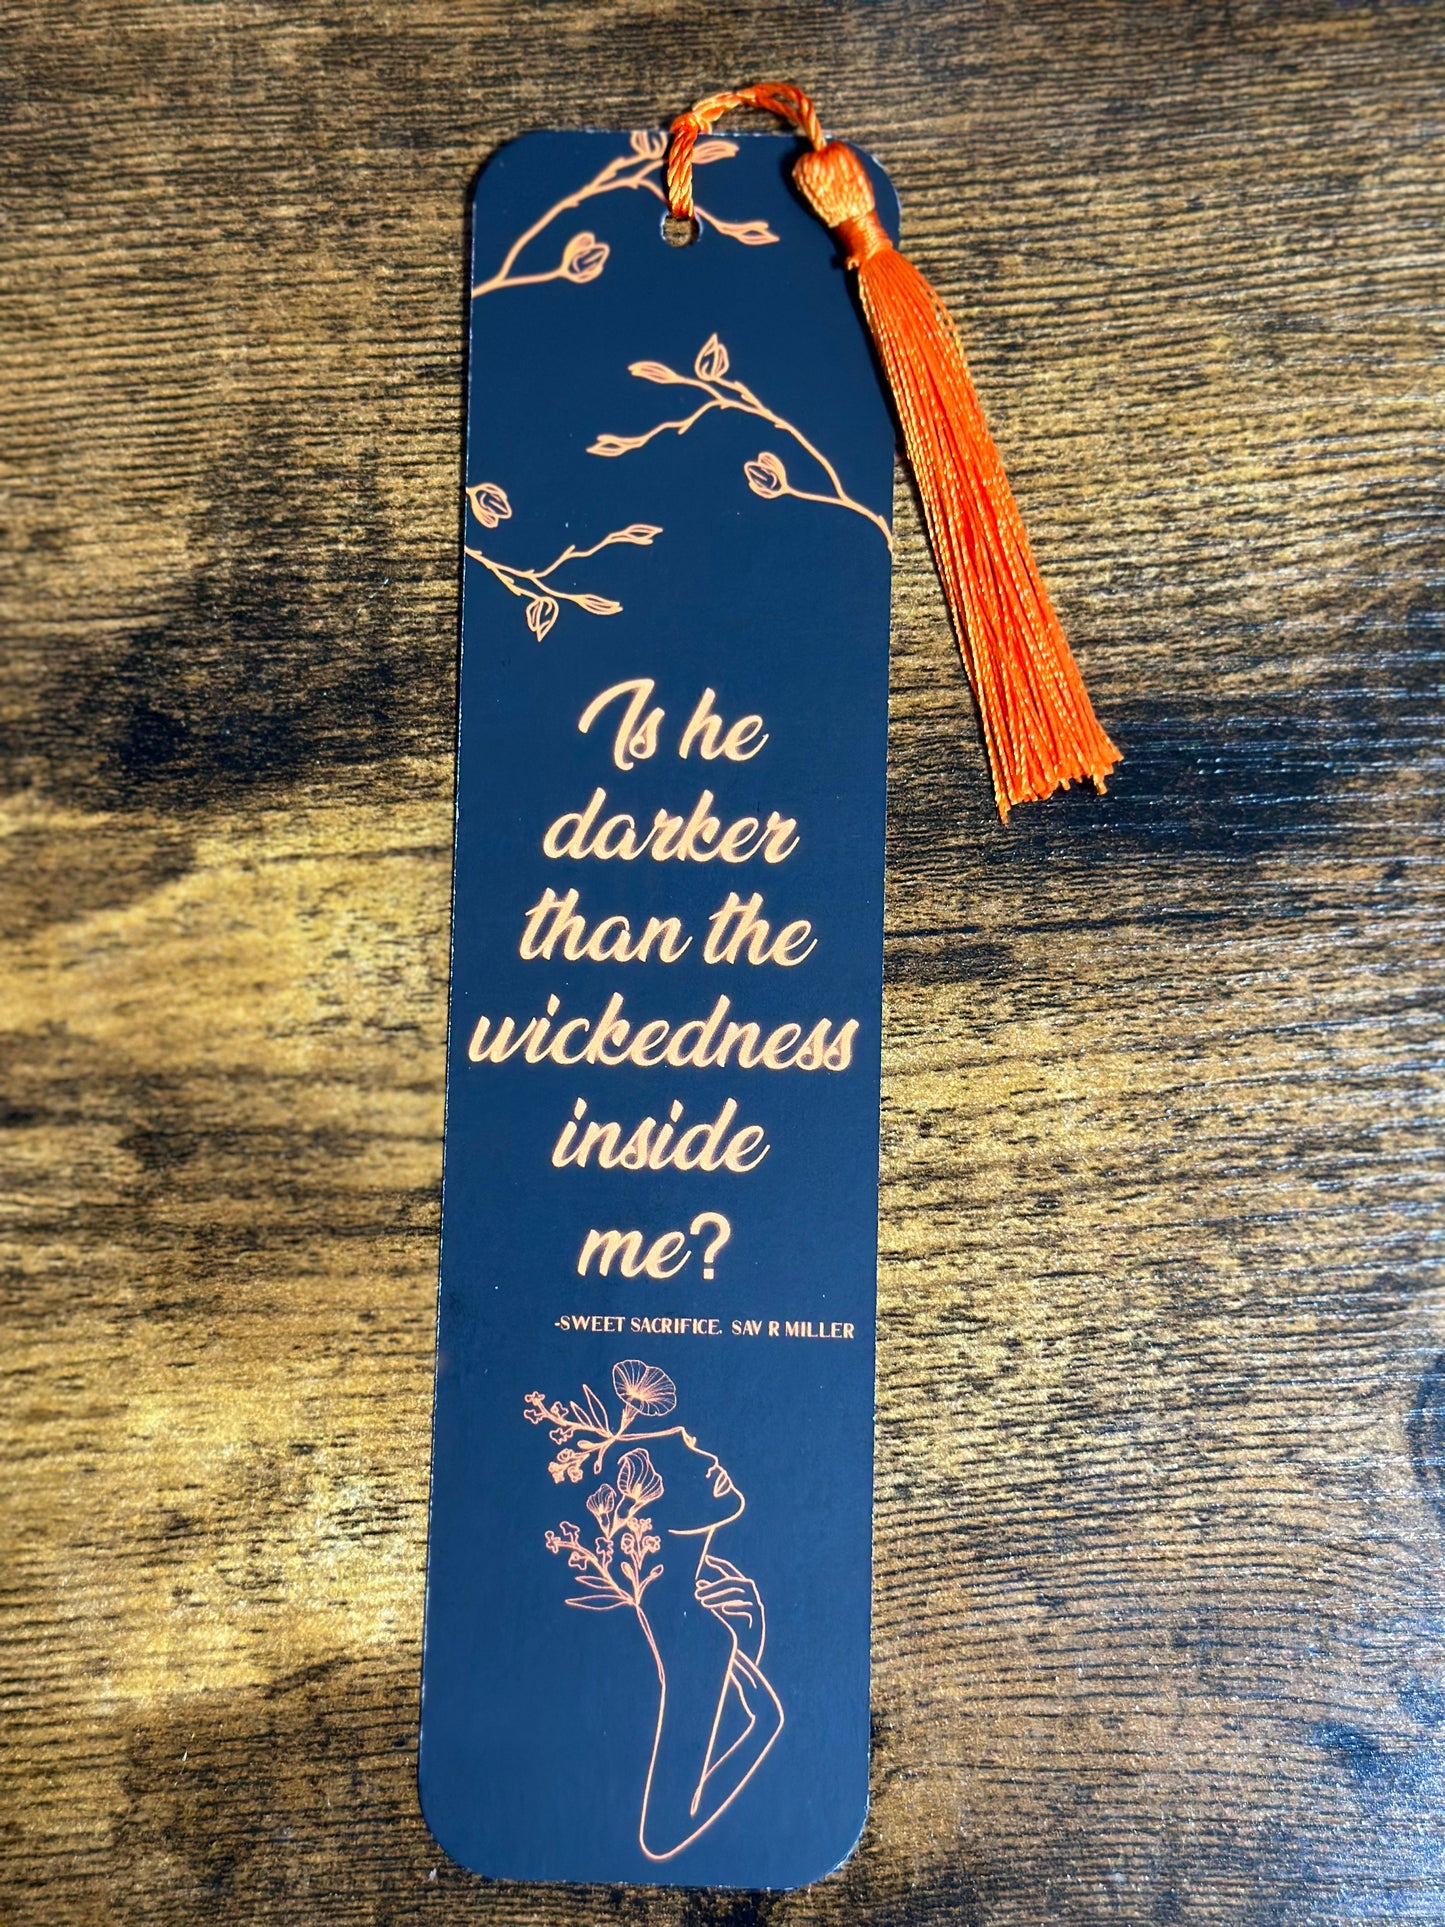 Is he
darker
than the
wickedness
inside
me?
-SWEET SACRIFICE. SAV R MILLER